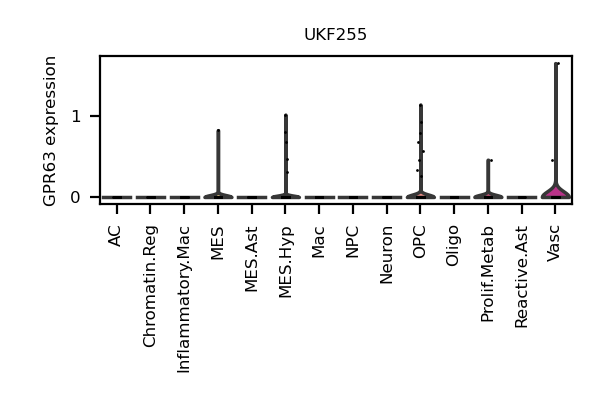 UKF255
GPR63 expression
1
0
AC
Chromatin.Reg
Inflammatory.Mac
MES
MES.Ast
MES.Hyp
Mac
NPC
Neuron
OPC
Oligo
Prolif.Metab
Reactive.Ast
Vasc